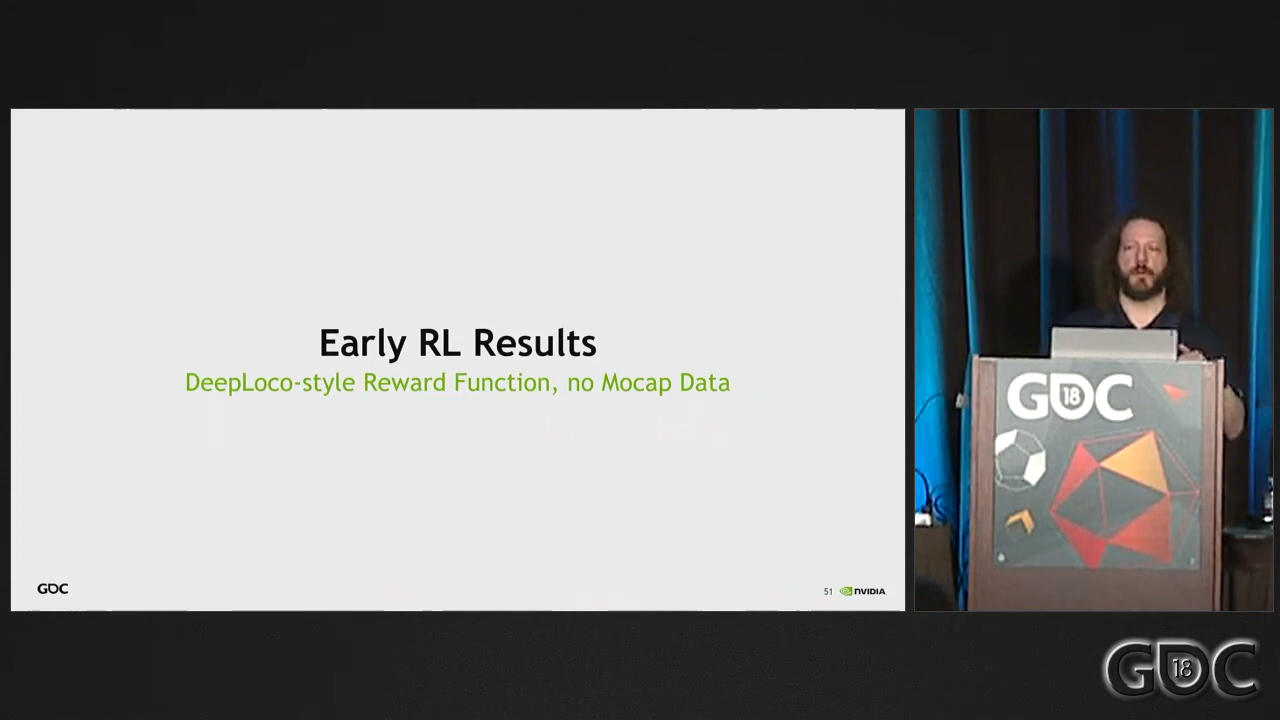 Early RL Results
DeepLoco-style Reward Function, no Mocap Data
GDC
51 NVIDIA
GDC
18
GDC
18